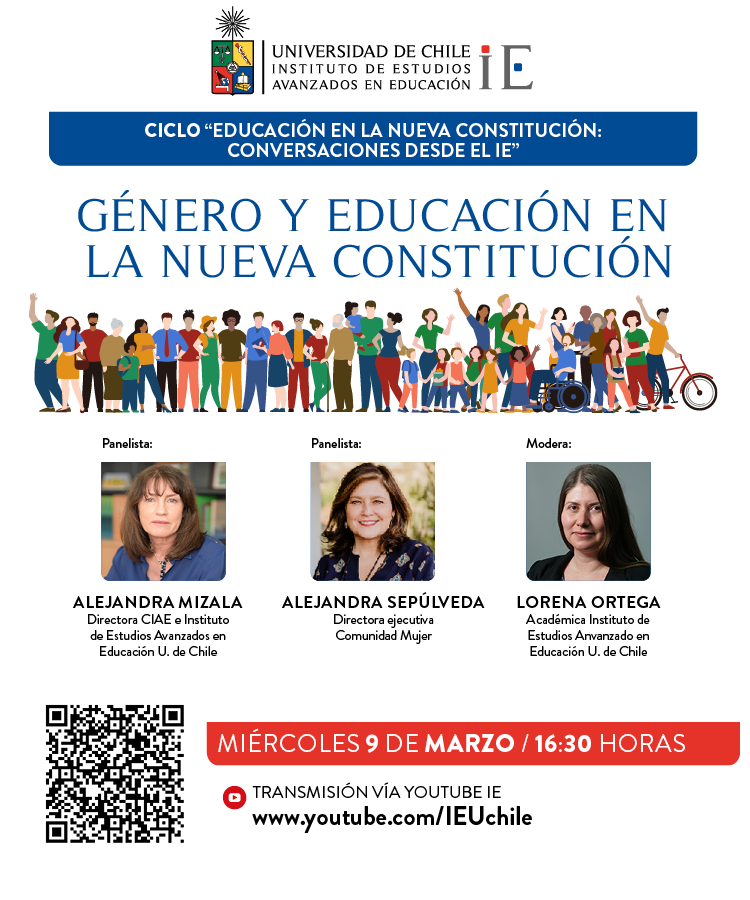 UNIVERSIDAD DE CHILE
INSTITUTO DE ESTUDIOS
AVANZADOS EN EDUCACIÓN
iE
CICLO “EDUCACIÓN EN LA NUEVA CONSTITUCIÓN:
CONVERSACIONES DESDE EL IE”
GÉNERO Y EDUCACIÓN EN
LA NUEVA CONSTITUCIÓN
Panelista:
ALEJANDRA MIZALA
Directora CIAE e Instituto
de Estudios Avanzados en
Educación U. de Chile
Panelista:
ALEJANDRA SEPÚLVEDA
Directora ejecutiva
Comunidad Mujer
Modera:
LORENA ORTEGA
Académica Instituto de
Estudios Anvanzado en
Educación U. de Chile
MIÉRCOLES 9 DE MARZO / 16:30 HORAS
TRANSMISIÓN VÍA YOUTUBE IE
www.youtube.com/IEUchile